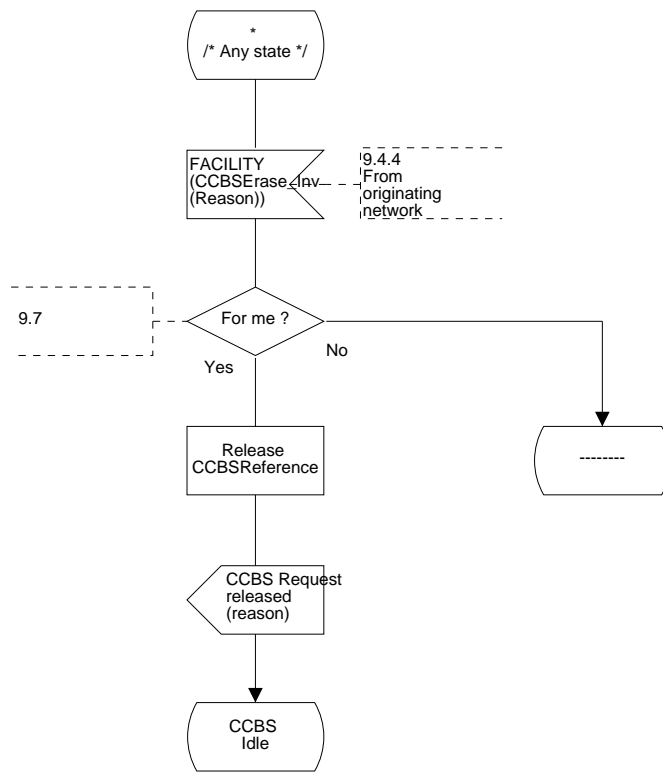 *
/* Any state */
FACILITY
(CCBSErase_Inv
(Reason))
9.4.4
From
originating
network
9.7
For me ?
No
Yes
Release
CCBSReference
--------
CCBS Request
released
(reason)
CCBS
Idle